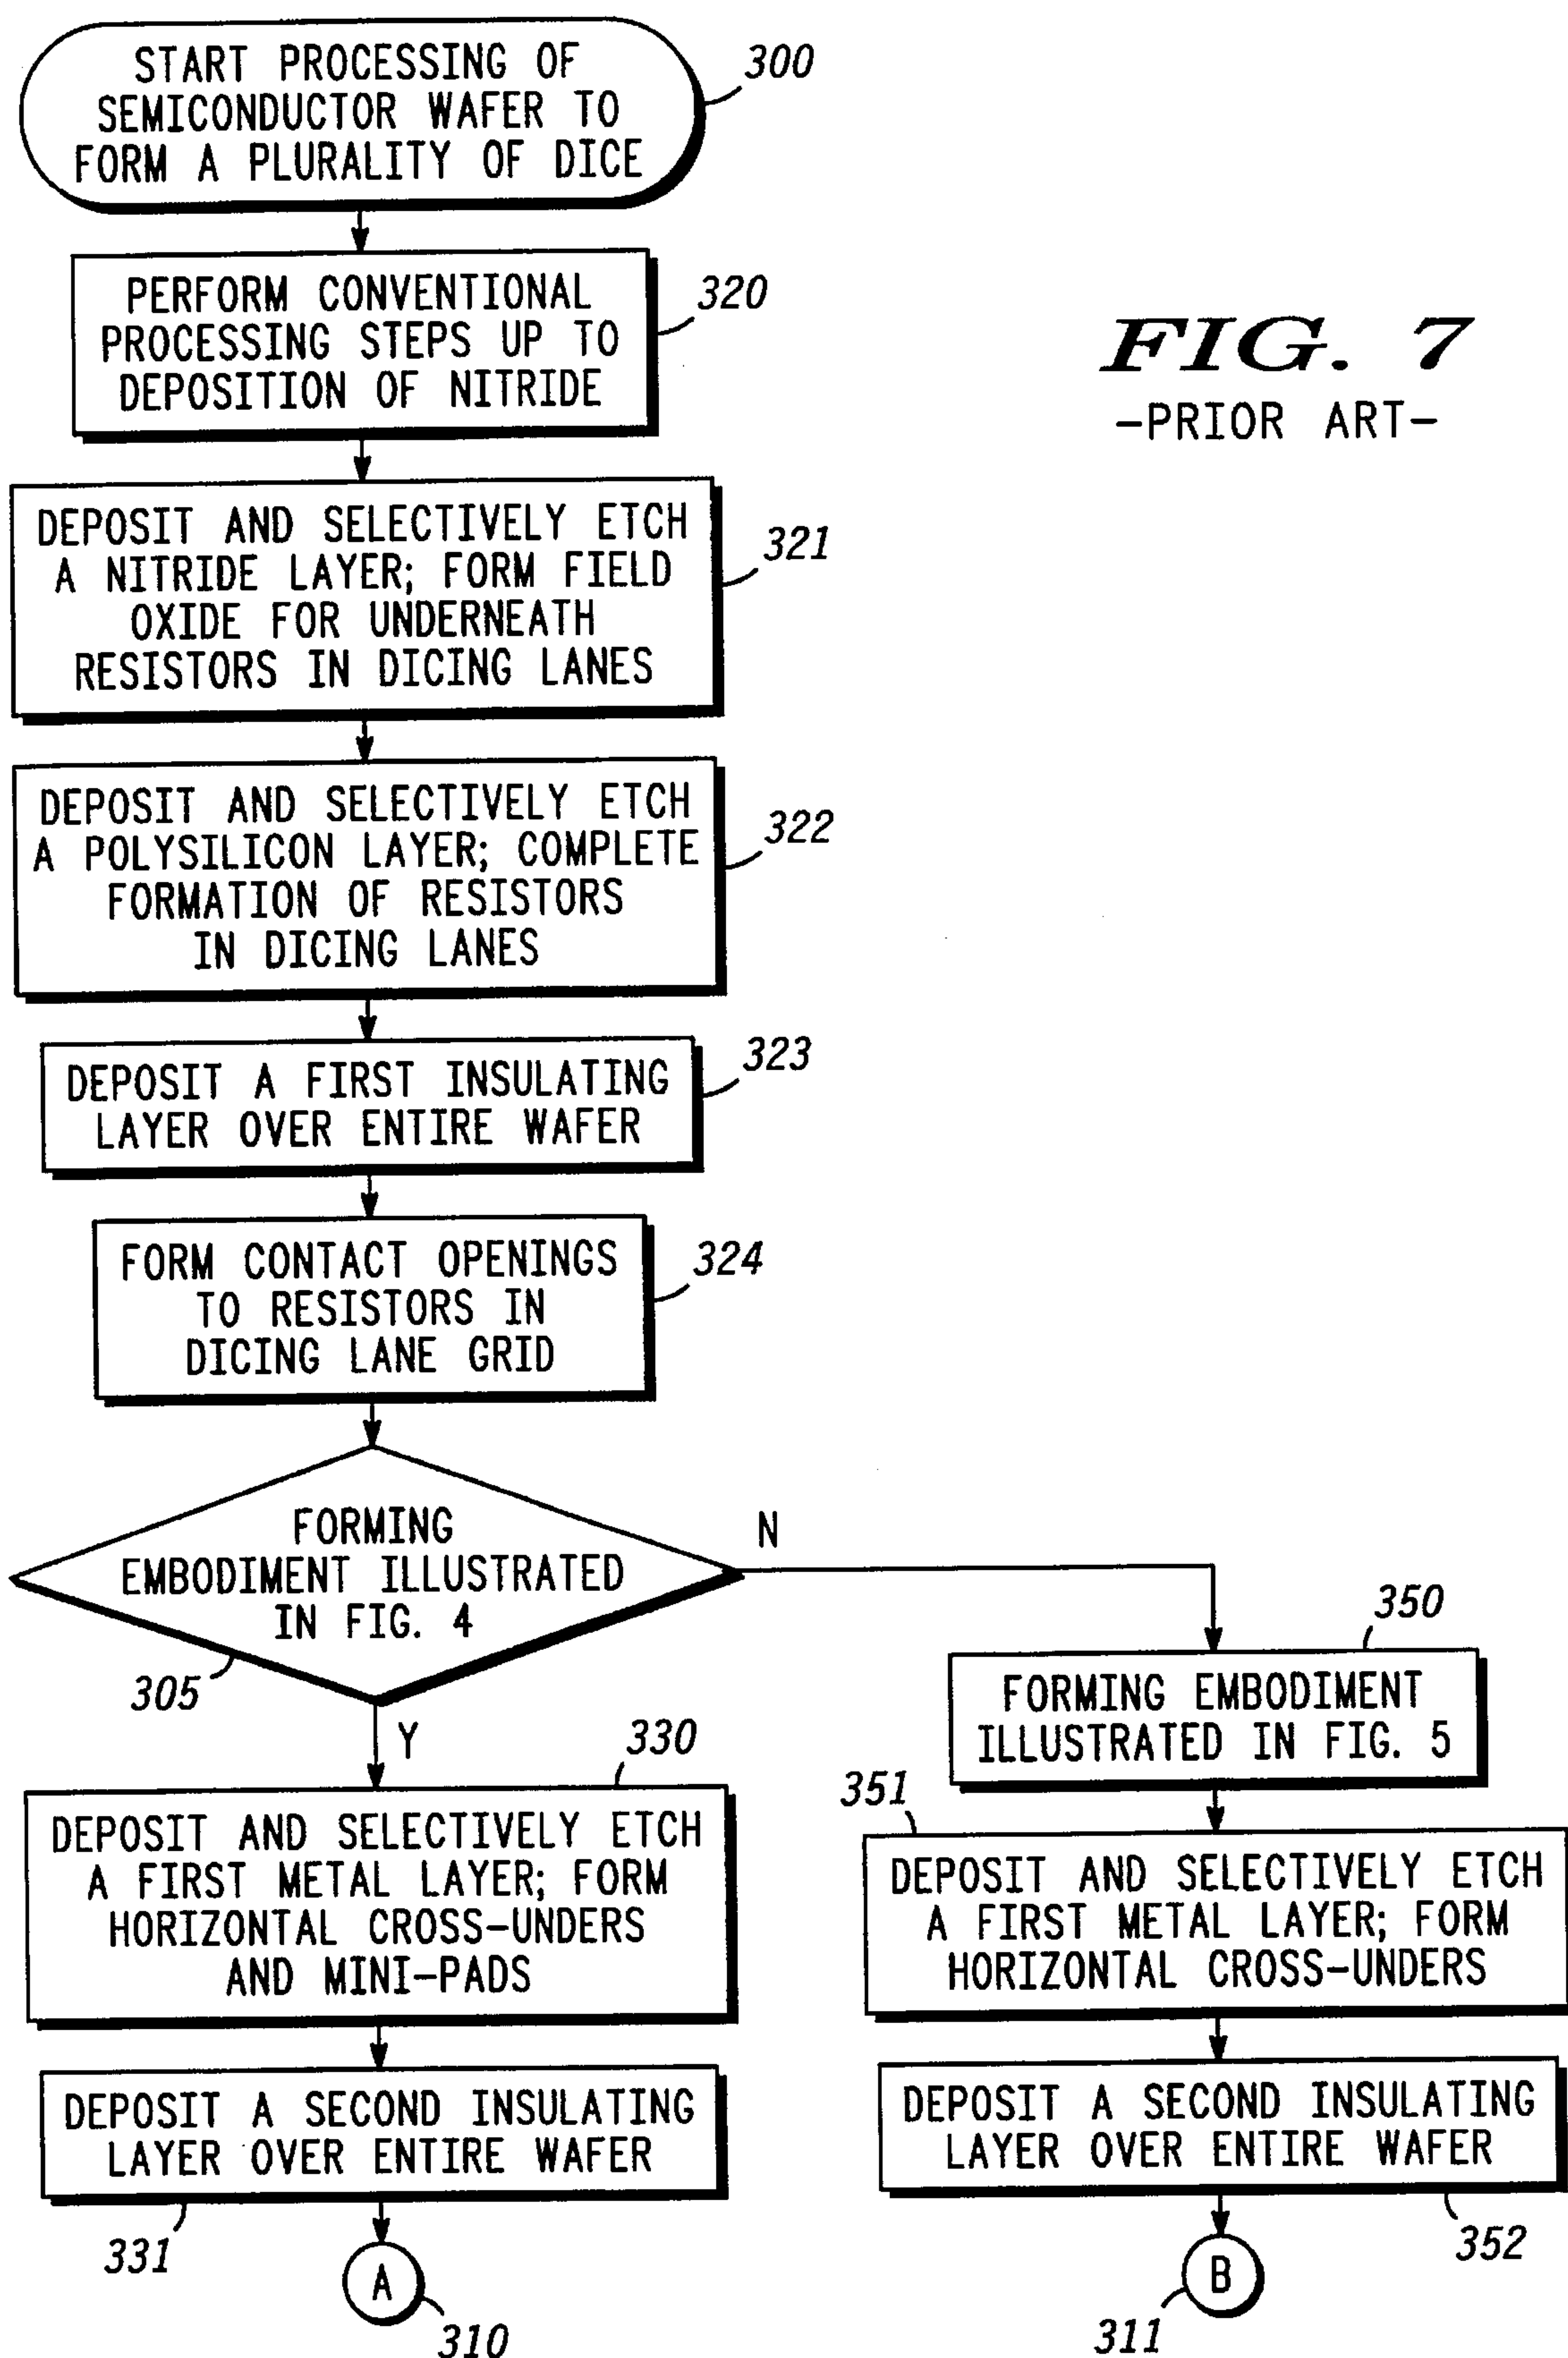 START PROCESSING OF
SEMICONDUCTOR WAFER TO
FORM A PLURALITY OF DICE
300
PERFORM CONVENTIONAL
PROCESSING STEPS UP TO
DEPOSITION OF NITRIDE
320
FIG. 7
-PRIOR ART-
DEPOSIT AND SELECTIVELY ETCH
A NITRIDE LAYER; FORM FIELD
OXIDE FOR UNDERNEATH
RESISTORS IN DICING LANES
321
DEPOSIT AND SELECTIVELY ETCH
A POLYSILICON LAYER; COMPLETE
FORMATION OF RESISTORS
IN DICING LANES
322
DEPOSIT A FIRST INSULATING
LAYER OVER ENTIRE WAFER
323
FORM CONTACT OPENINGS
TO RESISTORS IN
DICING LANE GRID
324
FORMING
EMBODIMENT ILLUSTRATED
IN FIG. 4
305
N
Y
330
DEPOSIT AND SELECTIVELY ETCH
A FIRST METAL LAYER; FORM
HORIZONTAL CROSS-UNDERS
AND MINI-PADS
DEPOSIT A SECOND INSULATING
LAYER OVER ENTIRE WAFER
331
A
310
350
FORMING EMBODIMENT
ILLUSTRATED IN FIG. 5
351
DEPOSIT AND SELECTIVELY ETCH
A FIRST METAL LAYER; FORM
HORIZONTAL CROSS-UNDERS
DEPOSIT A SECOND INSULATING
LAYER OVER ENTIRE WAFER
352
B
311